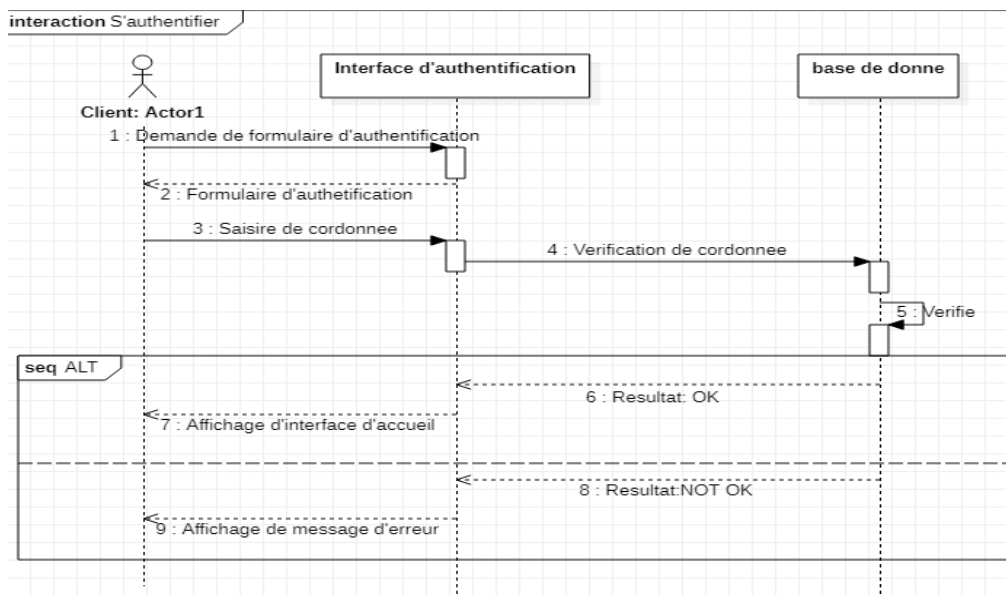 interaction S'authentifier
Interface d'authentification
base de donne
Client: Actor1
1 : Demande de formulaire d'authentification
2 : Formulaire d'authetification
3 : Saisire de cordonnee
4 : Verification de cordonnee
5 : Verifie
seq ALT
6 : Resultat: OK
7 : Affichage d'interface d'accueil
8 : Resultat:NOT OK
9 : Affichage de message d'erreur